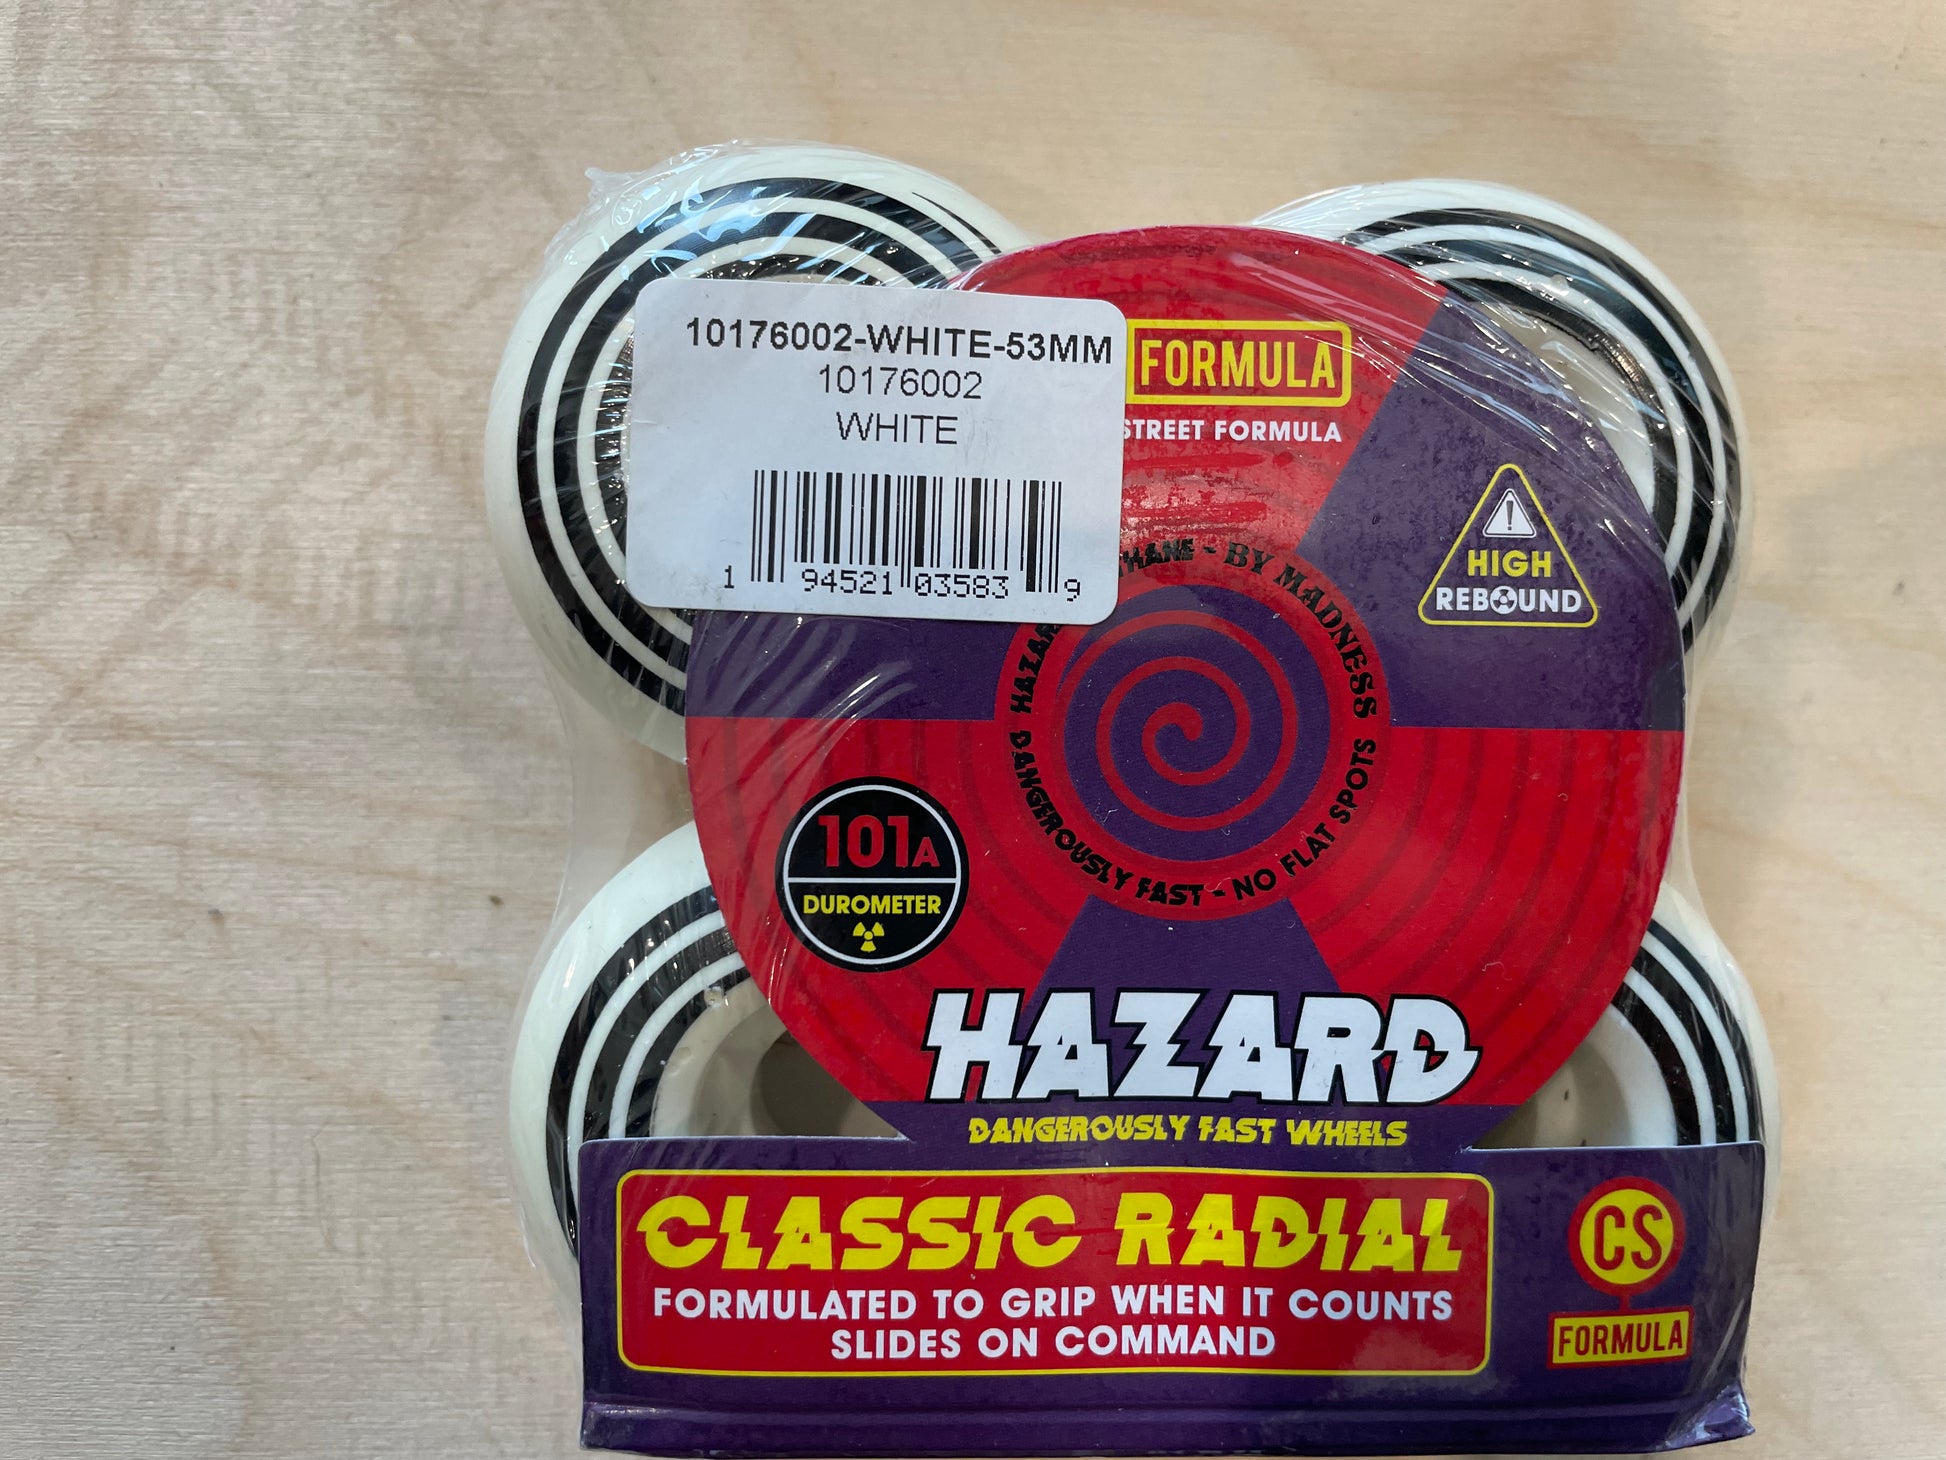 10176002-WHITE-53MM
10176002
WHITE
1 94521 03583 9
FORMULA
STREET FORMULA
HIGH
REBOUND
BY MADNESS
DANGEROUSLY FAST - NO FLAT SPOTS
101A
DUROMETER
HAZARD
DANGEROUSLY FAST WHEELS
CLASSIC RADIAL
FORMULATED TO GRIP WHEN IT COUNTS
SLIDES ON COMMAND
CS
FORMULA